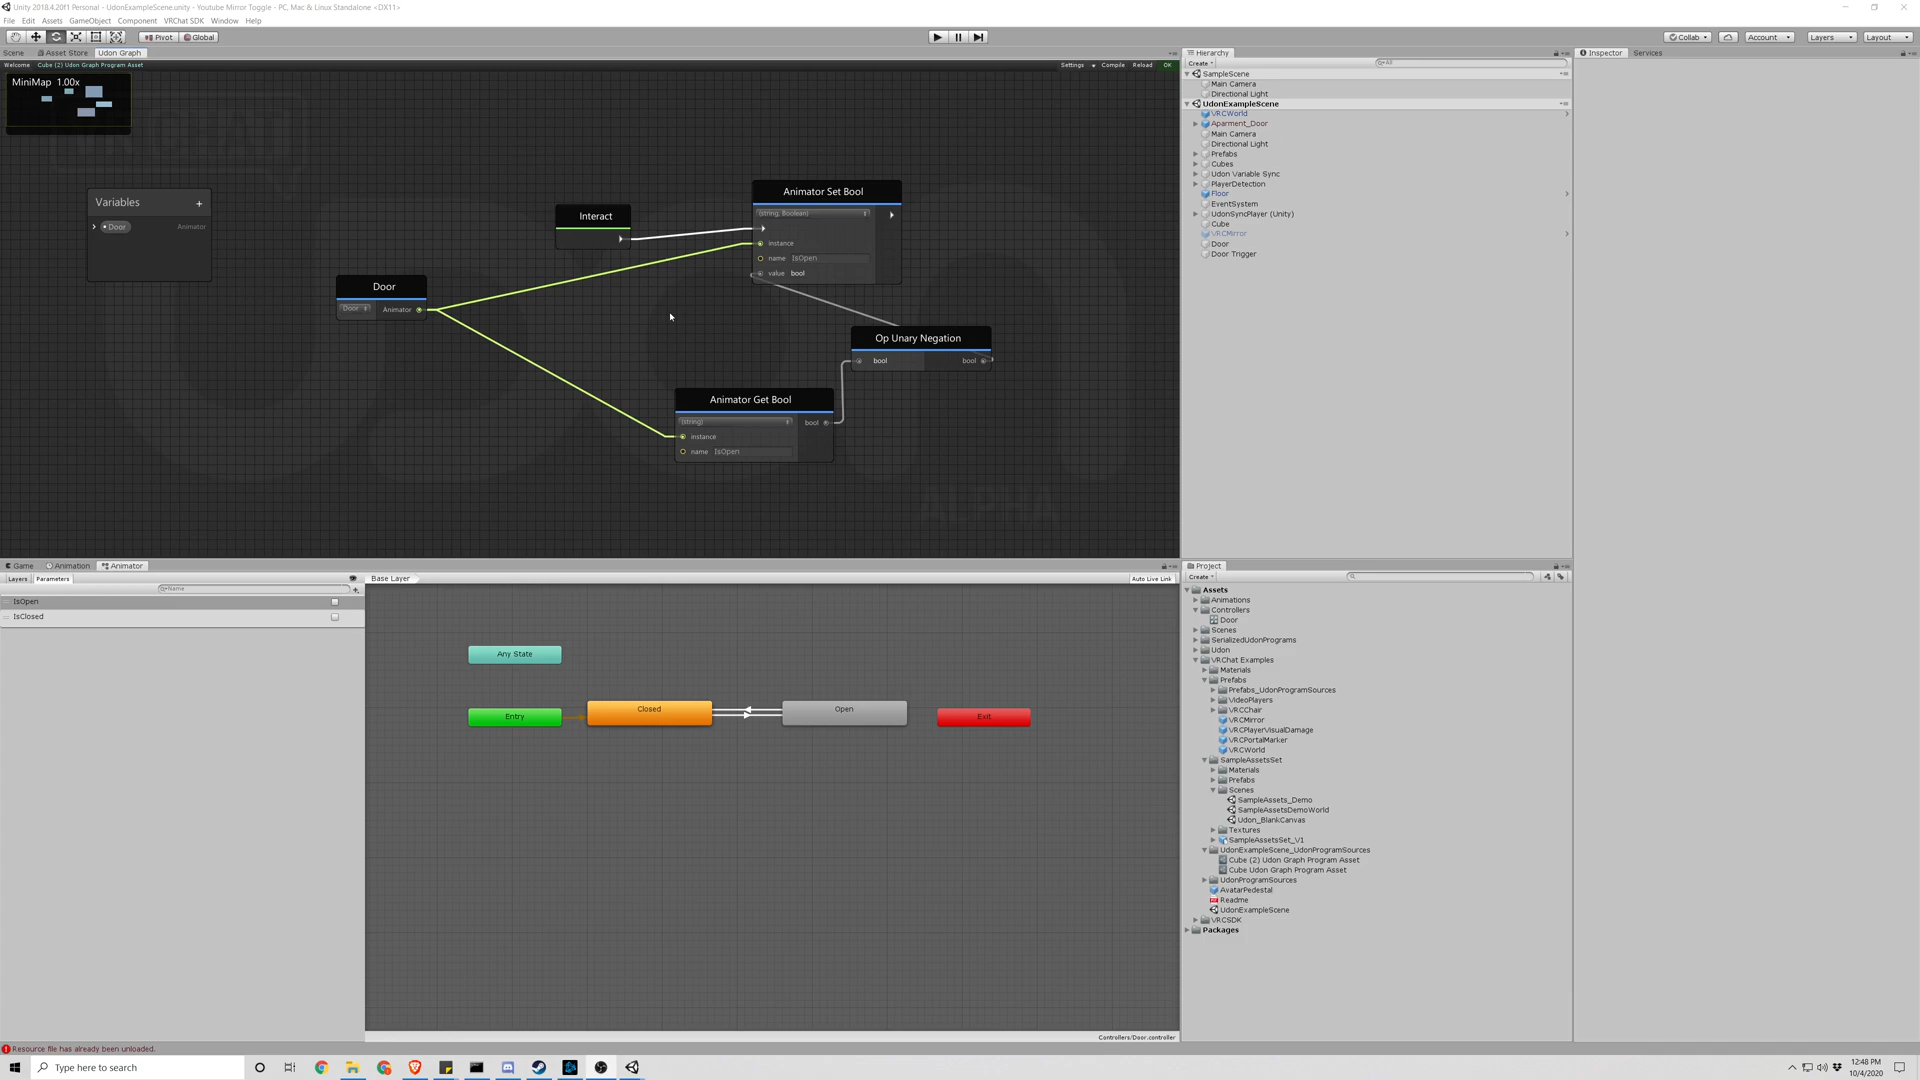 Unity 2018.4.20f1 Personal - UdonExampleScene.unity - Youtube Mirror Toggle - PC, Mac & Linux Standalone <DX11>
File Edit Assets GameObject Component VRChat SDK Window Help
Pivot Global
Collab Account Layers Layout
Scene Asset Store Udon Graph
Welcome Cube (2) Udon Graph Program Asset
Settings Compile Reload OK
MiniMap 1.00x
Variables +
Door Animator
Interact
Animator Set Bool
(string, Boolean)
instance
name IsOpen
value bool
Door
Door Animator
Op Unary Negation
bool bool
Animator Get Bool
(string) bool
instance
name IsOpen
ALPHA
Hierarchy
Create All
SampleScene
Main Camera
Directional Light
UdonExampleScene
VRCWorld
Aparment_Door
Main Camera
Directional Light
Prefabs
Cubes
Udon Variable Sync
PlayerDetection
Floor
EventSystem
UdonSyncPlayer (Unity)
Cube
VRCMirror
Door
Door Trigger
Inspector Services
Game Animation Animator
Layers Parameters
Name
IsOpen
IsClosed
Base Layer
Auto Live Link
Any State
Entry
Closed
Open
Exit
Controllers/Door.controller
Project
Create
Assets
Animations
Controllers
Door
Scenes
SerializedUdonPrograms
Udon
VRChat Examples
Materials
Prefabs
Prefabs_UdonProgramSources
VideoPlayers
VRCChair
VRCMirror
VRCPlayerVisualDamage
VRCPortalMarker
VRCWorld
SampleAssetsSet
Materials
Prefabs
Scenes
SampleAssets_Demo
SampleAssetsDemoWorld
Udon_BlankCanvas
Textures
SampleAssetsSet_V1
UdonExampleScene_UdonProgramSources
Cube (2) Udon Graph Program Asset
Cube Udon Graph Program Asset
UdonProgramSources
AvatarPedestal
Readme
UdonExampleScene
VRCSDK
Packages
Resource file has already been unloaded.
Type here to search
12:48 PM
10/4/2020